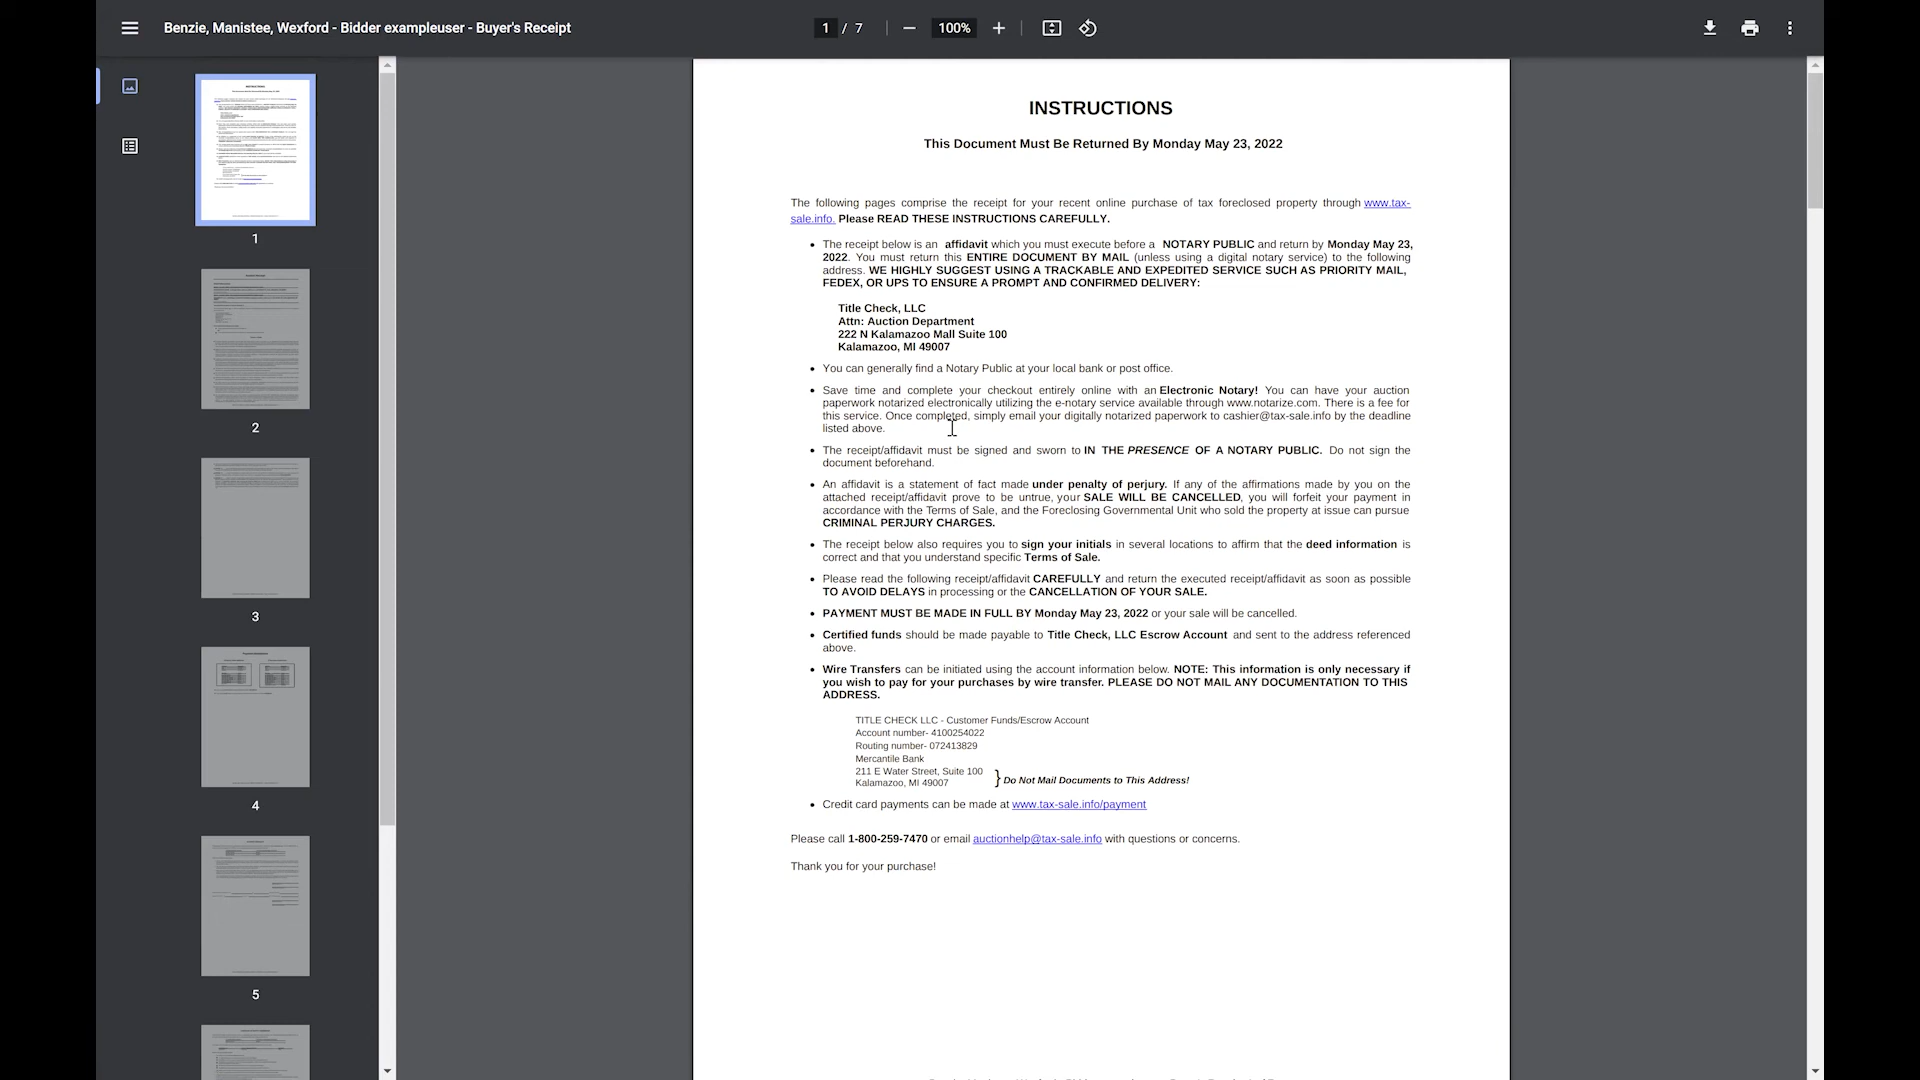 Benzie, Manistee, Wexford - Bidder exampleuser - Buyer's Receipt
1 / 7
100%
1
2
3
4
5
INSTRUCTIONS
This Document Must Be Returned By Monday May 23, 2022
The following pages comprise the receipt for your recent online purchase of tax foreclosed property through www.tax-
sale.info. Please READ THESE INSTRUCTIONS CAREFULLY.
• The receipt below is an affidavit which you must execute before a NOTARY PUBLIC and return by Monday May 23,
2022. You must return this ENTIRE DOCUMENT BY MAIL (unless using a digital notary service) to the following
address. WE HIGHLY SUGGEST USING A TRACKABLE AND EXPEDITED SERVICE SUCH AS PRIORITY MAIL,
FEDEX, OR UPS TO ENSURE A PROMPT AND CONFIRMED DELIVERY:
Title Check, LLC
Attn: Auction Department
222 N Kalamazoo Mall Suite 100
Kalamazoo, MI 49007
• You can generally find a Notary Public at your local bank or post office.
• Save time and complete your checkout entirely online with an Electronic Notary! You can have your auction
paperwork notarized electronically utilizing the e-notary service available through www.notarize.com. There is a fee for
this service. Once completed, simply email your digitally notarized paperwork to cashier@tax-sale.info by the deadline
listed above.
• The receipt/affidavit must be signed and sworn to IN THE PRESENCE OF A NOTARY PUBLIC. Do not sign the
document beforehand.
• An affidavit is a statement of fact made under penalty of perjury. If any of the affirmations made by you on the
attached receipt/affidavit prove to be untrue, your SALE WILL BE CANCELLED, you will forfeit your payment in
accordance with the Terms of Sale, and the Foreclosing Governmental Unit who sold the property at issue can pursue
CRIMINAL PERJURY CHARGES.
• The receipt below also requires you to sign your initials in several locations to affirm that the deed information is
correct and that you understand specific Terms of Sale.
• Please read the following receipt/affidavit CAREFULLY and return the executed receipt/affidavit as soon as possible
TO AVOID DELAYS in processing or the CANCELLATION OF YOUR SALE.
• PAYMENT MUST BE MADE IN FULL BY Monday May 23, 2022 or your sale will be cancelled.
• Certified funds should be made payable to Title Check, LLC Escrow Account and sent to the address referenced
above.
• Wire Transfers can be initiated using the account information below. NOTE: This information is only necessary if
you wish to pay for your purchases by wire transfer. PLEASE DO NOT MAIL ANY DOCUMENTATION TO THIS
ADDRESS.
TITLE CHECK LLC - Customer Funds/Escrow Account
Account number- 4100254022
Routing number- 072413829
Mercantile Bank
211 E Water Street, Suite 100
Kalamazoo, MI 49007
} Do Not Mail Documents to This Address!
• Credit card payments can be made at www.tax-sale.info/payment
Please call 1-800-259-7470 or email auctionhelp@tax-sale.info with questions or concerns.
Thank you for your purchase!